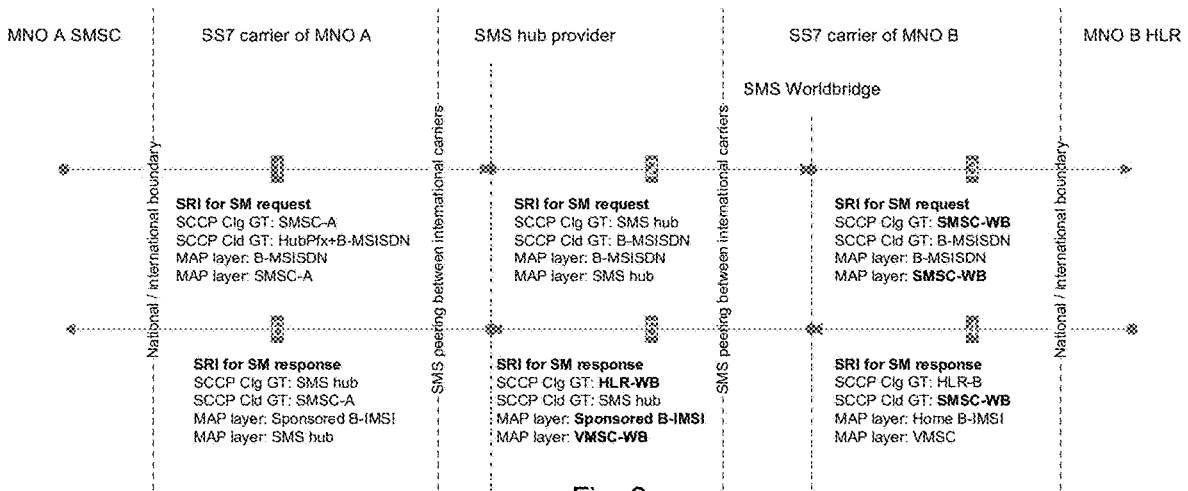 MNO A SMSC
SS7 carrier of MNO A
SMS hub provider
SS7 carrier of MNO B
MNO B HLR
SMS Worldbridge
National / international boundary
SMS peering between international carriers
SMS peering between international carriers
National / international boundary
SRI for SM request
SCCP Clg GT: SMSC-A
SCCP Cld GT: HubPfx+B-MSISDN
MAP layer: B-MSISDN
MAP layer: SMSC-A
SRI for SM request
SCCP Clg GT: SMS hub
SCCP Cld GT: B-MSISDN
MAP layer: B-MSISDN
MAP layer: SMS hub
SRI for SM request
SCCP Clg GT: SMSC-WB
SCCP Cld GT: B-MSISDN
MAP layer: B-MSISDN
MAP layer: SMSC-WB
SRI for SM response
SCCP Clg GT: SMS hub
SCCP Cld GT: SMSC-A
MAP layer: Sponsored B-IMSI
MAP layer: SMS hub
SRI for SM response
SCCP Clg GT: HLR-WB
SCCP Cld GT: SMS hub
MAP layer: Sponsored B-IMSI
MAP layer: VMSC-WB
SRI for SM response
SCCP Clg GT: HLR-B
SCCP Cld GT: SMSC-WB
MAP layer: Home B-IMSI
MAP layer: VMSC